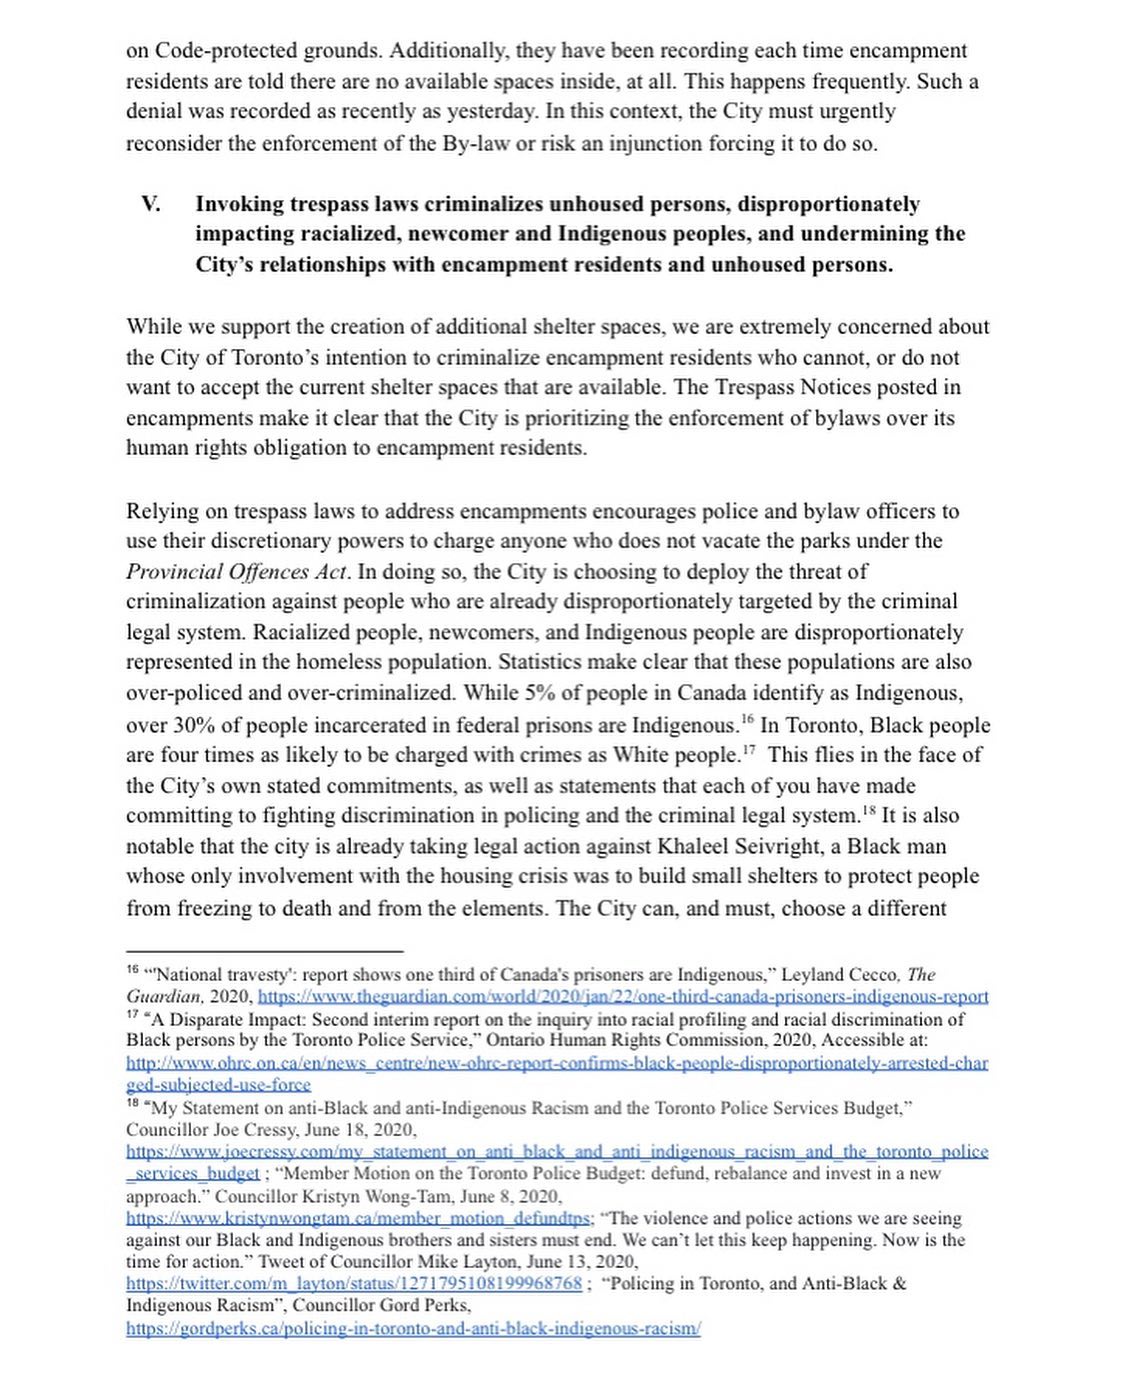 on Code-protected grounds. Additionally, they have been recording each time encampment
residents are told there are no available spaces inside, at all. This happens frequently. Such a
denial was recorded as recently as yesterday. In this context, the City must urgently
reconsider the enforcement of the By-law or risk an injunction forcing it to do so.
V. Invoking trespass laws criminalizes unhoused persons, disproportionately
impacting racialized, newcomer and Indigenous peoples, and undermining the
City’s relationships with encampment residents and unhoused persons.
While we support the creation of additional shelter spaces, we are extremely concerned about
the City of Toronto’s intention to criminalize encampment residents who cannot, or do not
want to accept the current shelter spaces that are available. The Trespass Notices posted in
encampments make it clear that the City is prioritizing the enforcement of bylaws over its
human rights obligation to encampment residents.
Relying on trespass laws to address encampments encourages police and bylaw officers to
use their discretionary powers to charge anyone who does not vacate the parks under the
Provincial Offences Act. In doing so, the City is choosing to deploy the threat of
criminalization against people who are already disproportionately targeted by the criminal
legal system. Racialized people, newcomers, and Indigenous people are disproportionately
represented in the homeless population. Statistics make clear that these populations are also
over-policed and over-criminalized. While 5% of people in Canada identify as Indigenous,
over 30% of people incarcerated in federal prisons are Indigenous.16 In Toronto, Black people
are four times as likely to be charged with crimes as White people.17 This flies in the face of
the City’s own stated commitments, as well as statements that each of you have made
committing to fighting discrimination in policing and the criminal legal system.18 It is also
notable that the city is already taking legal action against Khaleel Seivright, a Black man
whose only involvement with the housing crisis was to build small shelters to protect people
from freezing to death and from the elements. The City can, and must, choose a different
16 “'National travesty': report shows one third of Canada's prisoners are Indigenous,” Leyland Cecco, The
Guardian, 2020, https://www.theguardian.com/world/2020/jan/22/one-third-canada-prisoners-indigenous-report
17 “A Disparate Impact: Second interim report on the inquiry into racial profiling and racial discrimination of
Black persons by the Toronto Police Service,” Ontario Human Rights Commission, 2020, Accessible at:
http://www.ohrc.on.ca/en/news_centre/new-ohrc-report-confirms-black-people-disproportionately-arrested-char
ged-subjected-use-force
18 “My Statement on anti-Black and anti-Indigenous Racism and the Toronto Police Services Budget,”
Councillor Joe Cressy, June 18, 2020,
https://www.joecressy.com/my_statement_on_anti_black_and_anti_indigenous_racism_and_the_toronto_police
_services_budget ; “Member Motion on the Toronto Police Budget: defund, rebalance and invest in a new
approach.” Councillor Kristyn Wong-Tam, June 8, 2020,
https://www.kristynwongtam.ca/member_motion_defundtps; “The violence and police actions we are seeing
against our Black and Indigenous brothers and sisters must end. We can’t let this keep happening. Now is the
time for action.” Tweet of Councillor Mike Layton, June 13, 2020,
https://twitter.com/m_layton/status/1271795108199968768 ; “Policing in Toronto, and Anti-Black &
Indigenous Racism”, Councillor Gord Perks,
https://gordperks.ca/policing-in-toronto-and-anti-black-indigenous-racism/